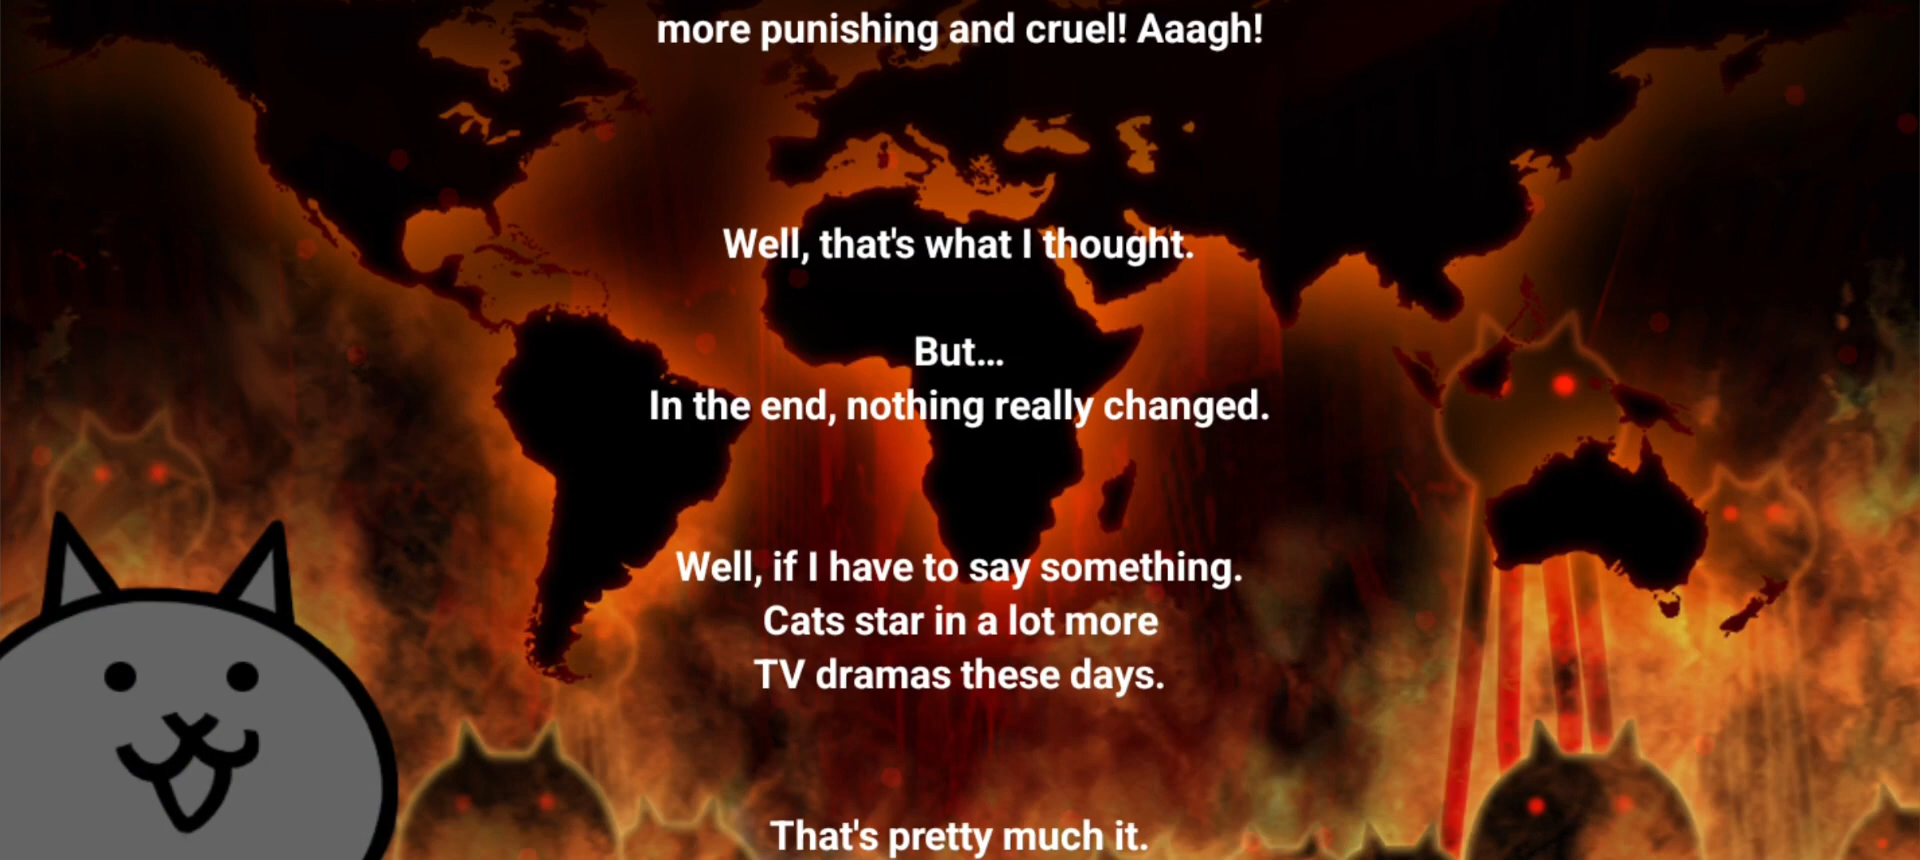 more punishing and cruel! Aaagh!
Well, that's what I thought.
But...
In the end, nothing really changed.
Well, if I have to say something.
Cats star in a lot more
TV dramas these days.
That's pretty much it.